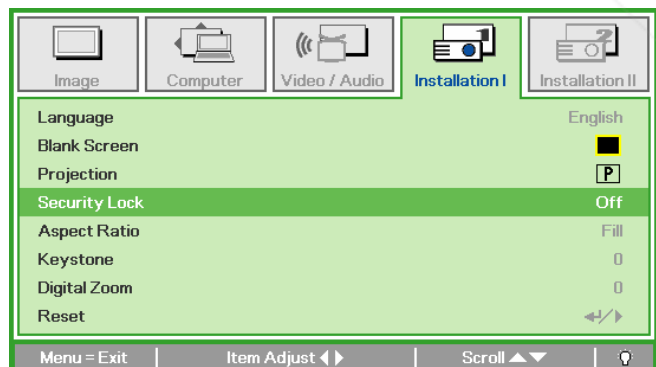 Image Computer Video / Audio Installation I Installation II
Language English
Blank Screen
Projection P
Security Lock Off
Aspect Ratio Fill
Keystone 0
Digital Zoom 0
Reset
Menu = Exit Item Adjust Scroll